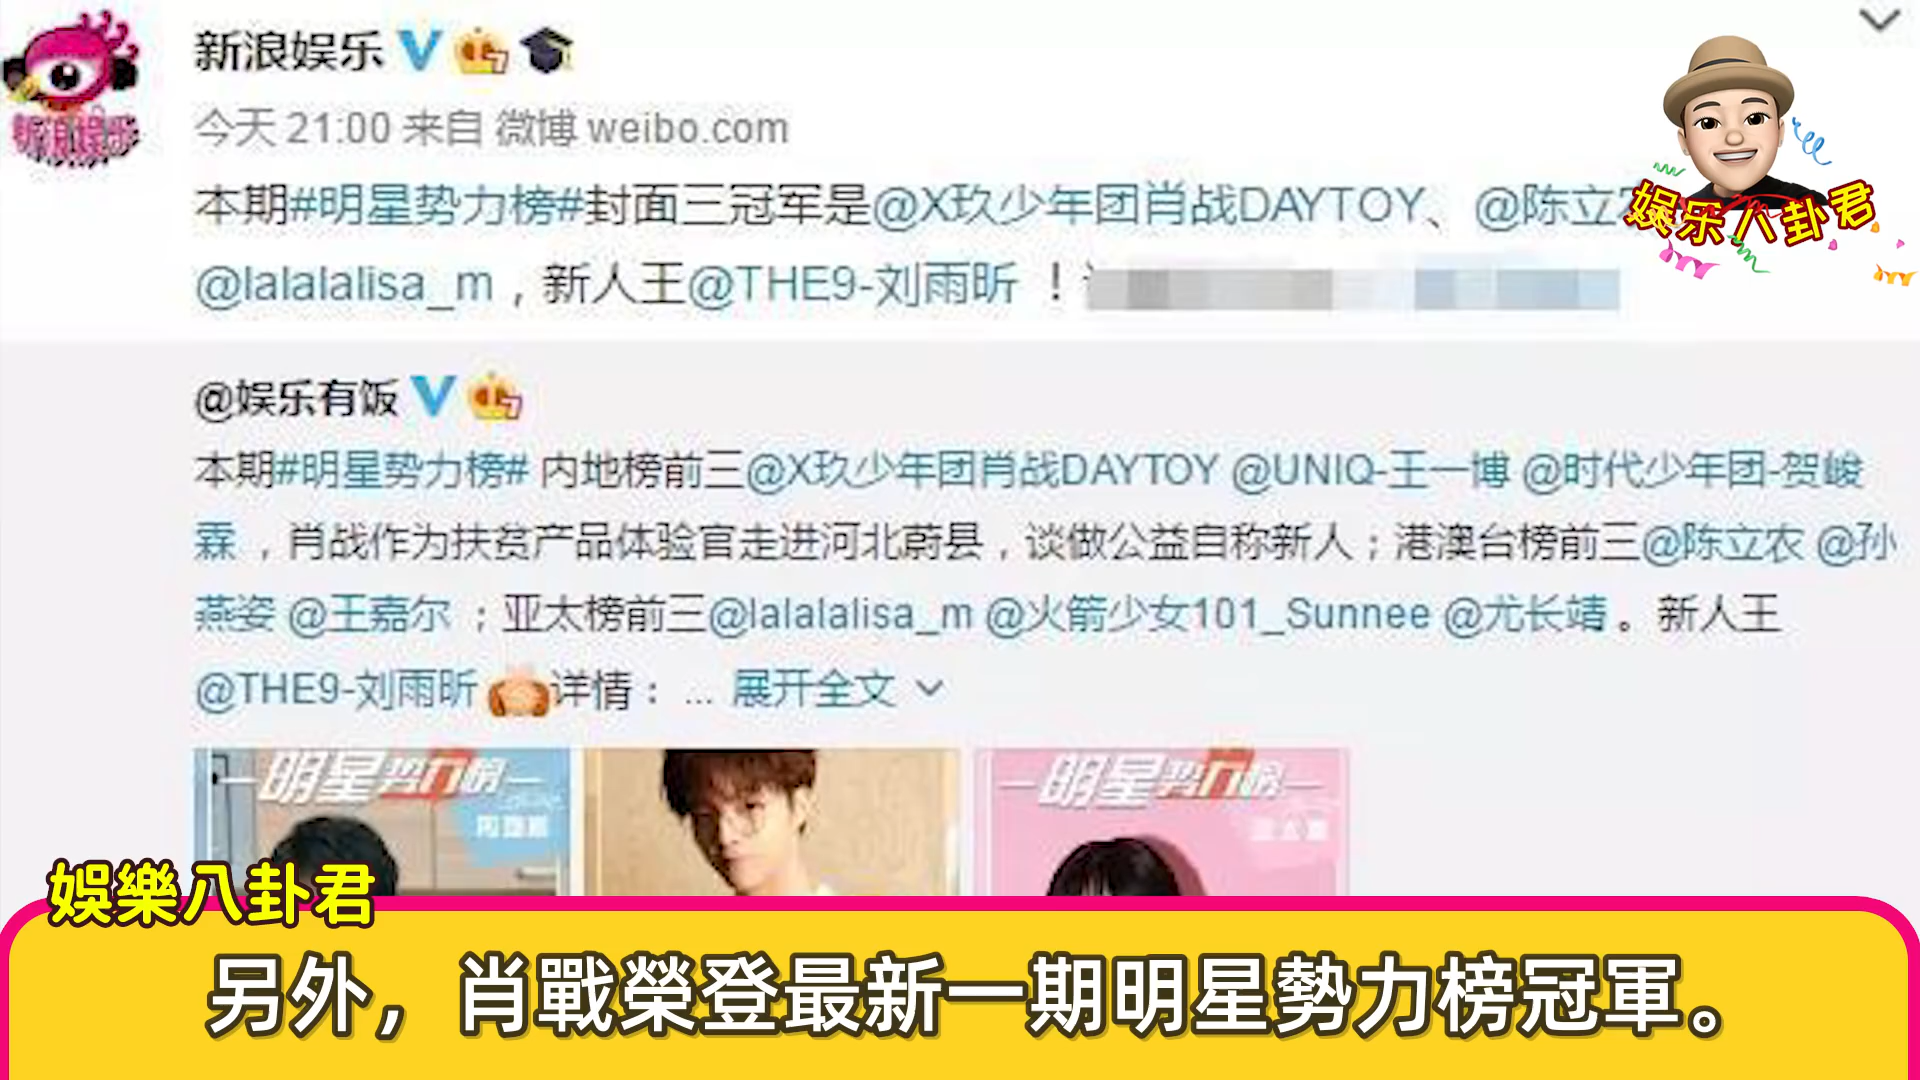 新浪娱乐
新浪娱乐
今天 21:00 来自 微博 weibo.com
本期#明星势力榜#封面三冠军是@X玖少年团肖战DAYTOY、@陈立农
@lalalalisa_m，新人王@THE9-刘雨昕 ！
娱乐八卦君
@娱乐有饭
本期#明星势力榜# 内地榜前三@X玖少年团肖战DAYTOY @UNIQ-王一博 @时代少年团-贺峻
霖 ，肖战作为扶贫产品体验官走进河北蔚县，谈做公益自称新人；港澳台榜前三@陈立农 @孙
燕姿 @王嘉尔 ；亚太榜前三@lalalalisa_m @火箭少女101_Sunnee @尤长靖 。新人王
@THE9-刘雨昕 详情： ... 展开全文
明星势力榜
明星势力榜
娛樂八卦君
另外，肖戰榮登最新一期明星勢力榜冠軍。